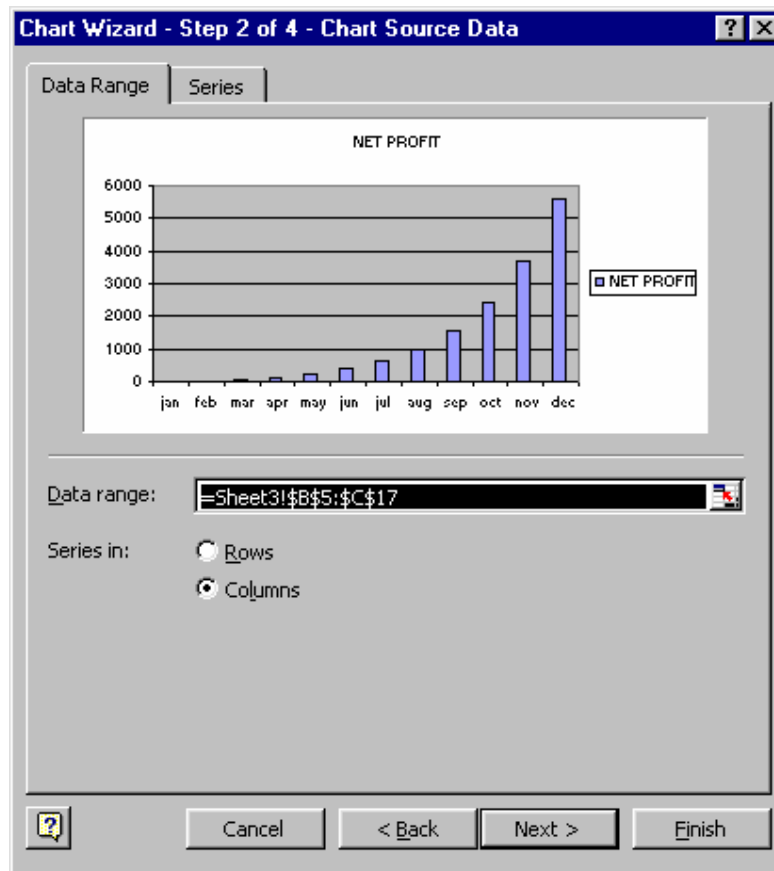 Chart Wizard - Step 2 of 4 - Chart Source Data
Data Range Series
NET PROFIT
6000
5000
4000
3000
2000
1000
0
jan feb mar apr may jun jul aug sep oct nov dec
NET PROFIT
Data range: =Sheet3!$B$5:$C$17
Series in: Rows
Columns
Cancel < Back Next > Finish